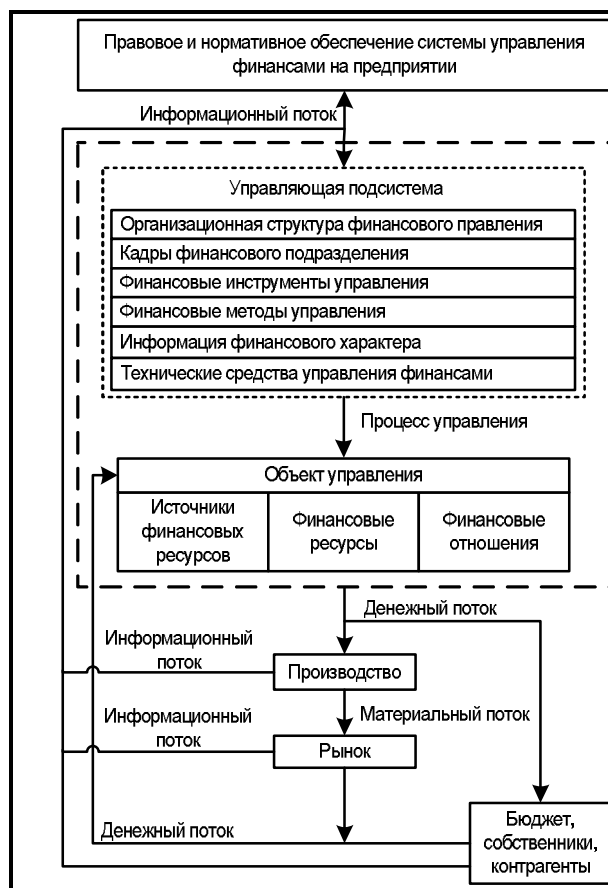 Правовое и нормативное обеспечение системы управления
финансами на предприятии
Информационный поток
Управляющая подсистема
Организационная структура финансового правления
Кадры финансового подразделения
Финансовые инструменты управления
Финансовые методы управления
Информация финансового характера
Технические средства управления финансами
Процесс управления
Объект управления
Источники
финансовых
ресурсов
Финансовые
ресурсы
Финансовые
отношения
Денежный поток
Информационный
поток
Производство
Материальный поток
Информационный
поток
Рынок
Денежный поток
Бюджет,
собственники,
контрагенты